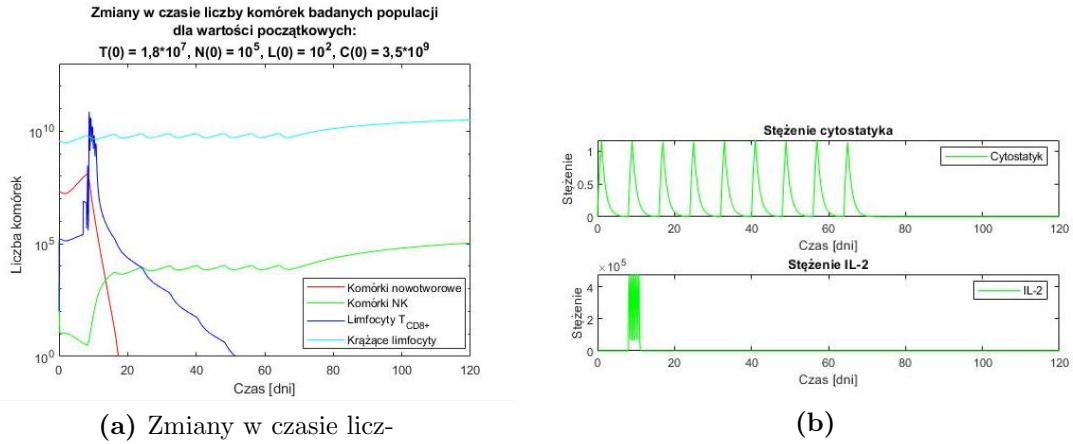 Zmiany w czasie liczby komórek badanych populacji
dla wartości początkowych:
T(0) = 1,8*10^7, N(0) = 10^5, L(0) = 10^2, C(0) = 3,5*10^9
Liczba komórek
10^10
10^5
10^0
Komórki nowotworowe
Komórki NK
Limfocyty T_CD8+
Krążące limfocyty
0 20 40 60 80 100 120
Czas [dni]
(a) Zmiany w czasie licz-
Stężenie cytostatyka
Stężenie
1
0.5
0
Cytostatyk
0 20 40 60 80 100 120
Czas [dni]
×10^5
Stężenie IL-2
Stężenie
4
2
0
IL-2
0 20 40 60 80 100 120
Czas [dni]
(b)